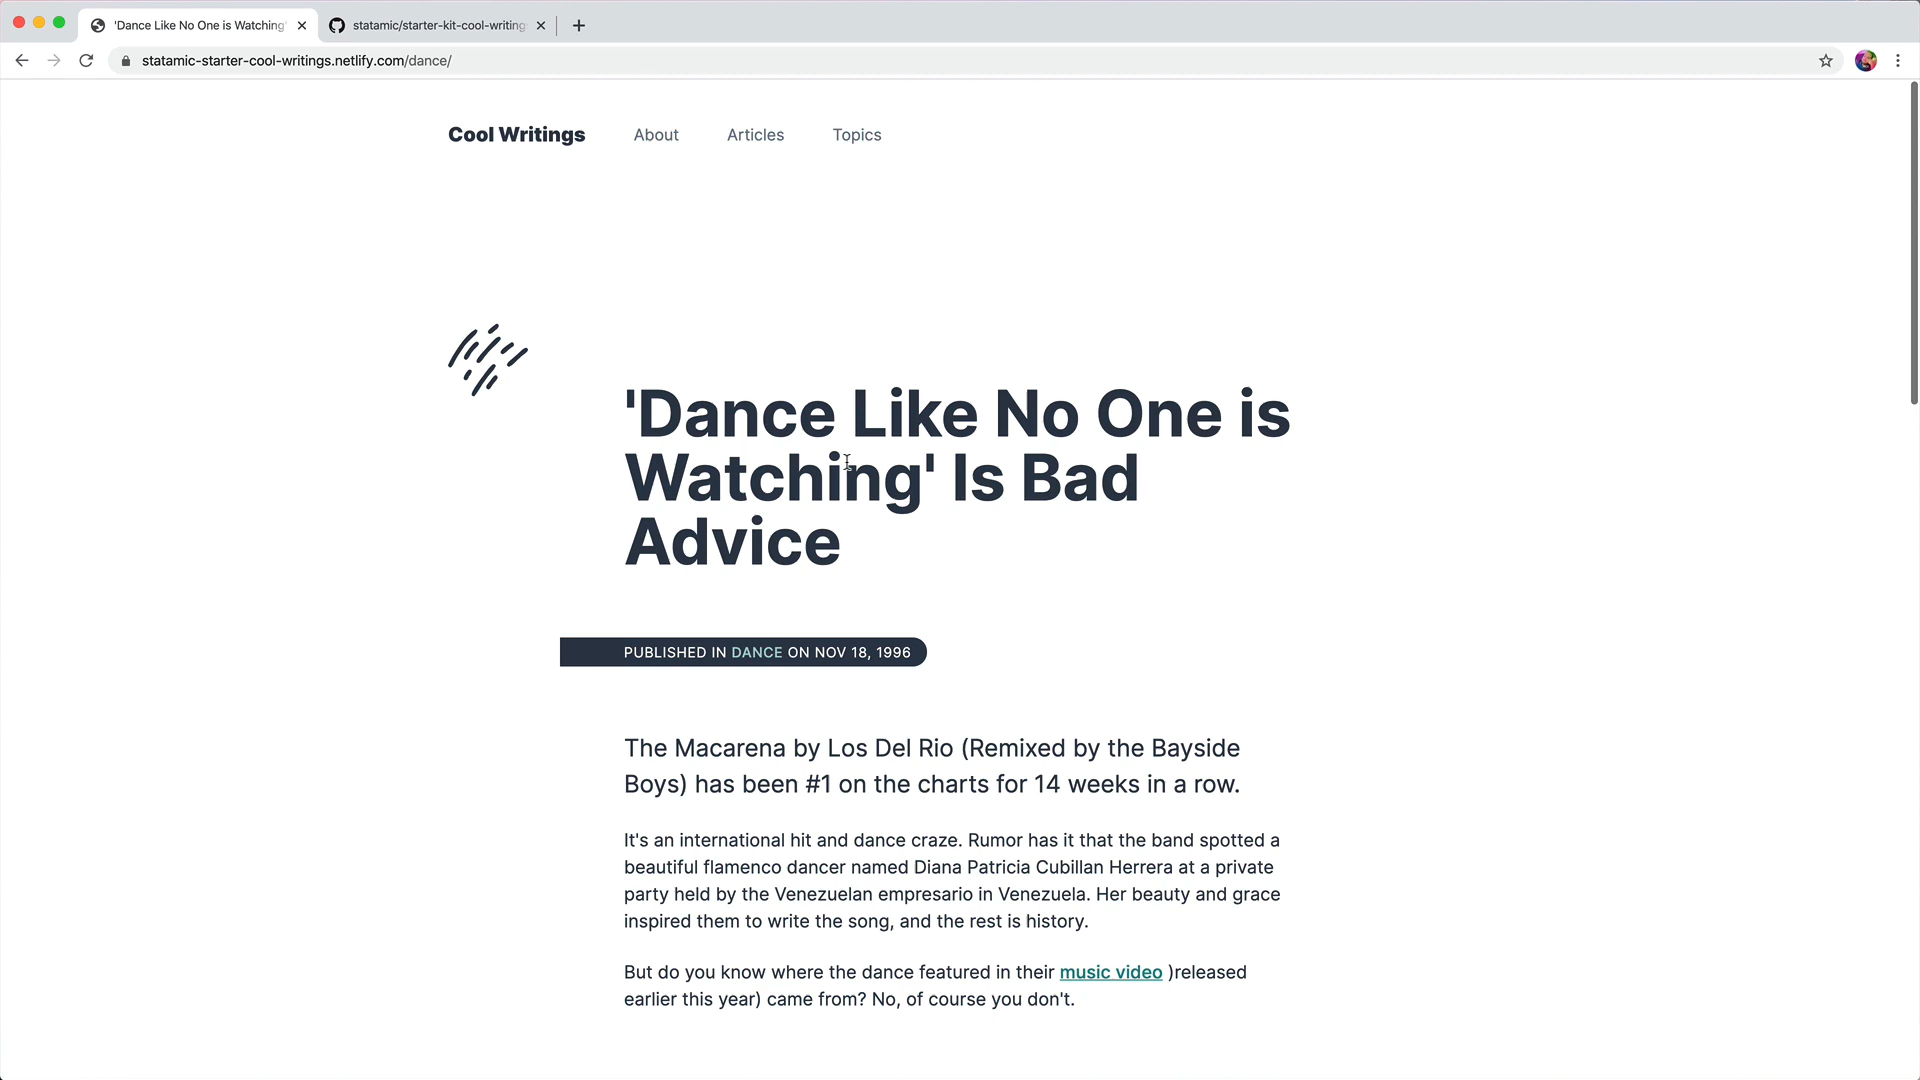 'Dance Like No One is Watching'
statamic/starter-kit-cool-writing
statamic-starter-cool-writings.netlify.com/dance/
Cool Writings About Articles Topics
'Dance Like No One is
Watching' Is Bad
Advice
PUBLISHED IN DANCE ON NOV 18, 1996
The Macarena by Los Del Rio (Remixed by the Bayside
Boys) has been #1 on the charts for 14 weeks in a row.
It's an international hit and dance craze. Rumor has it that the band spotted a
beautiful flamenco dancer named Diana Patricia Cubillan Herrera at a private
party held by the Venezuelan empresario in Venezuela. Her beauty and grace
inspired them to write the song, and the rest is history.
But do you know where the dance featured in their music video )released
earlier this year) came from? No, of course you don't.